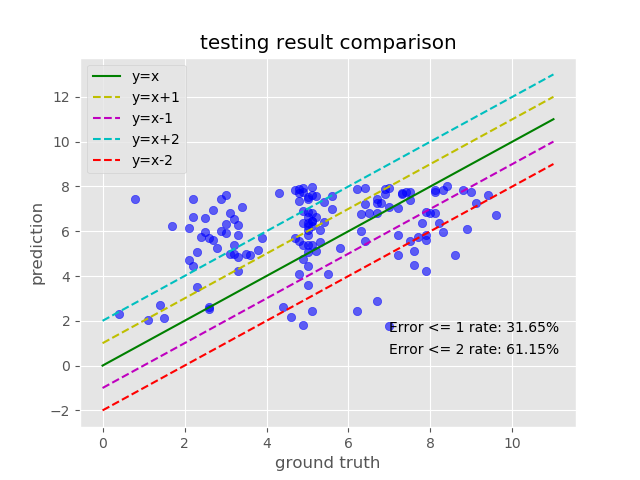 testing result comparison
y=x
y=x+1
y=x-1
y=x+2
y=x-2
12
10
8
6
4
2
0
−2
prediction
Error <= 1 rate: 31.65%
Error <= 2 rate: 61.15%
0
2
4
6
8
10
ground truth